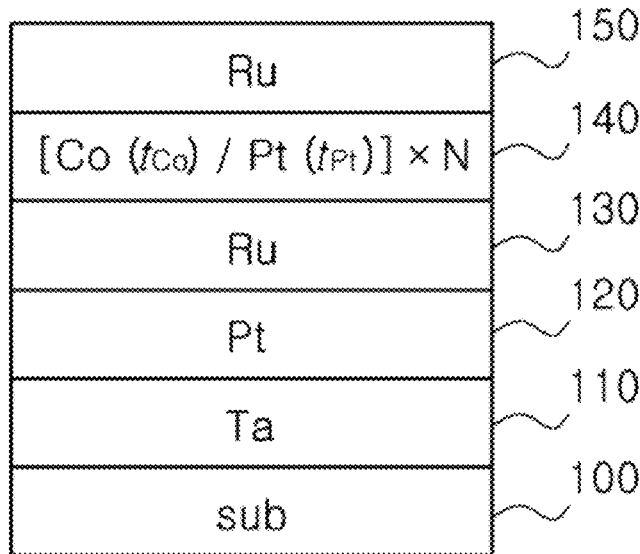 150
Ru
140
[Co (tCo) / Pt (tPt)] × N
130
Ru
120
Pt
110
Ta
100
sub